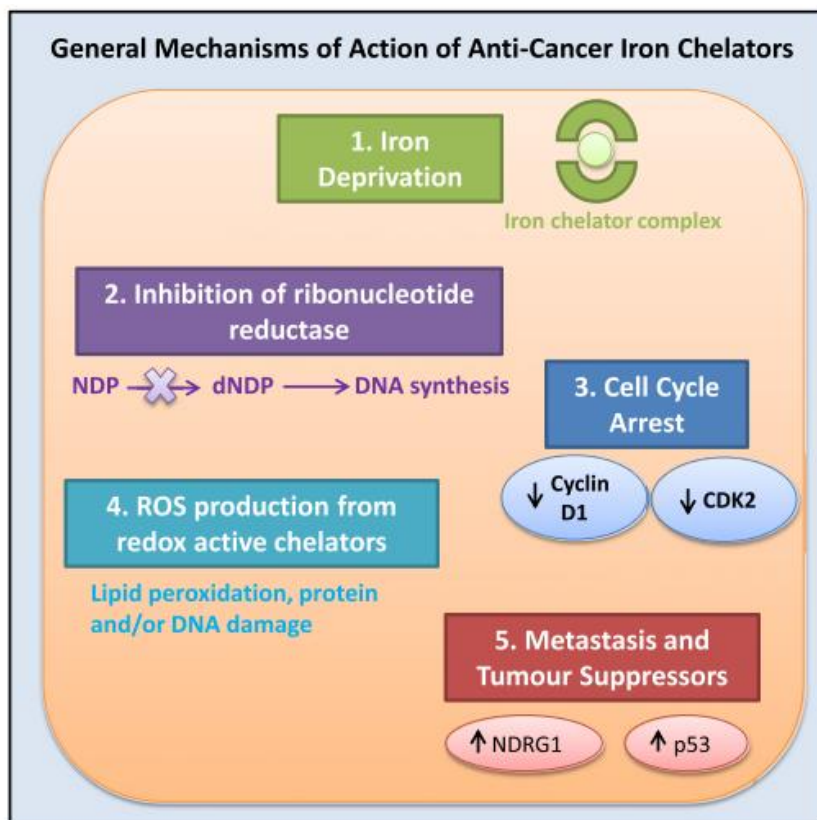 General Mechanisms of Action of Anti-Cancer Iron Chelators
1. Iron
Deprivation
Iron chelator complex
2. Inhibition of ribonucleotide
reductase
NDP → dNDP → DNA synthesis
3. Cell Cycle
Arrest
↓ Cyclin
D1
↓ CDK2
4. ROS production from
redox active chelators
Lipid peroxidation, protein
and/or DNA damage
5. Metastasis and
Tumour Suppressors
↑ NDRG1
↑ p53